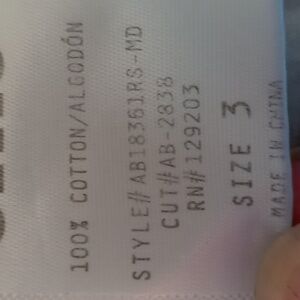 100% COTTON/ALGODÓN
STYLE#AB18361RS-MD
CUT#AB-2838
RN#129203
SIZE 3
MADE IN CHINA